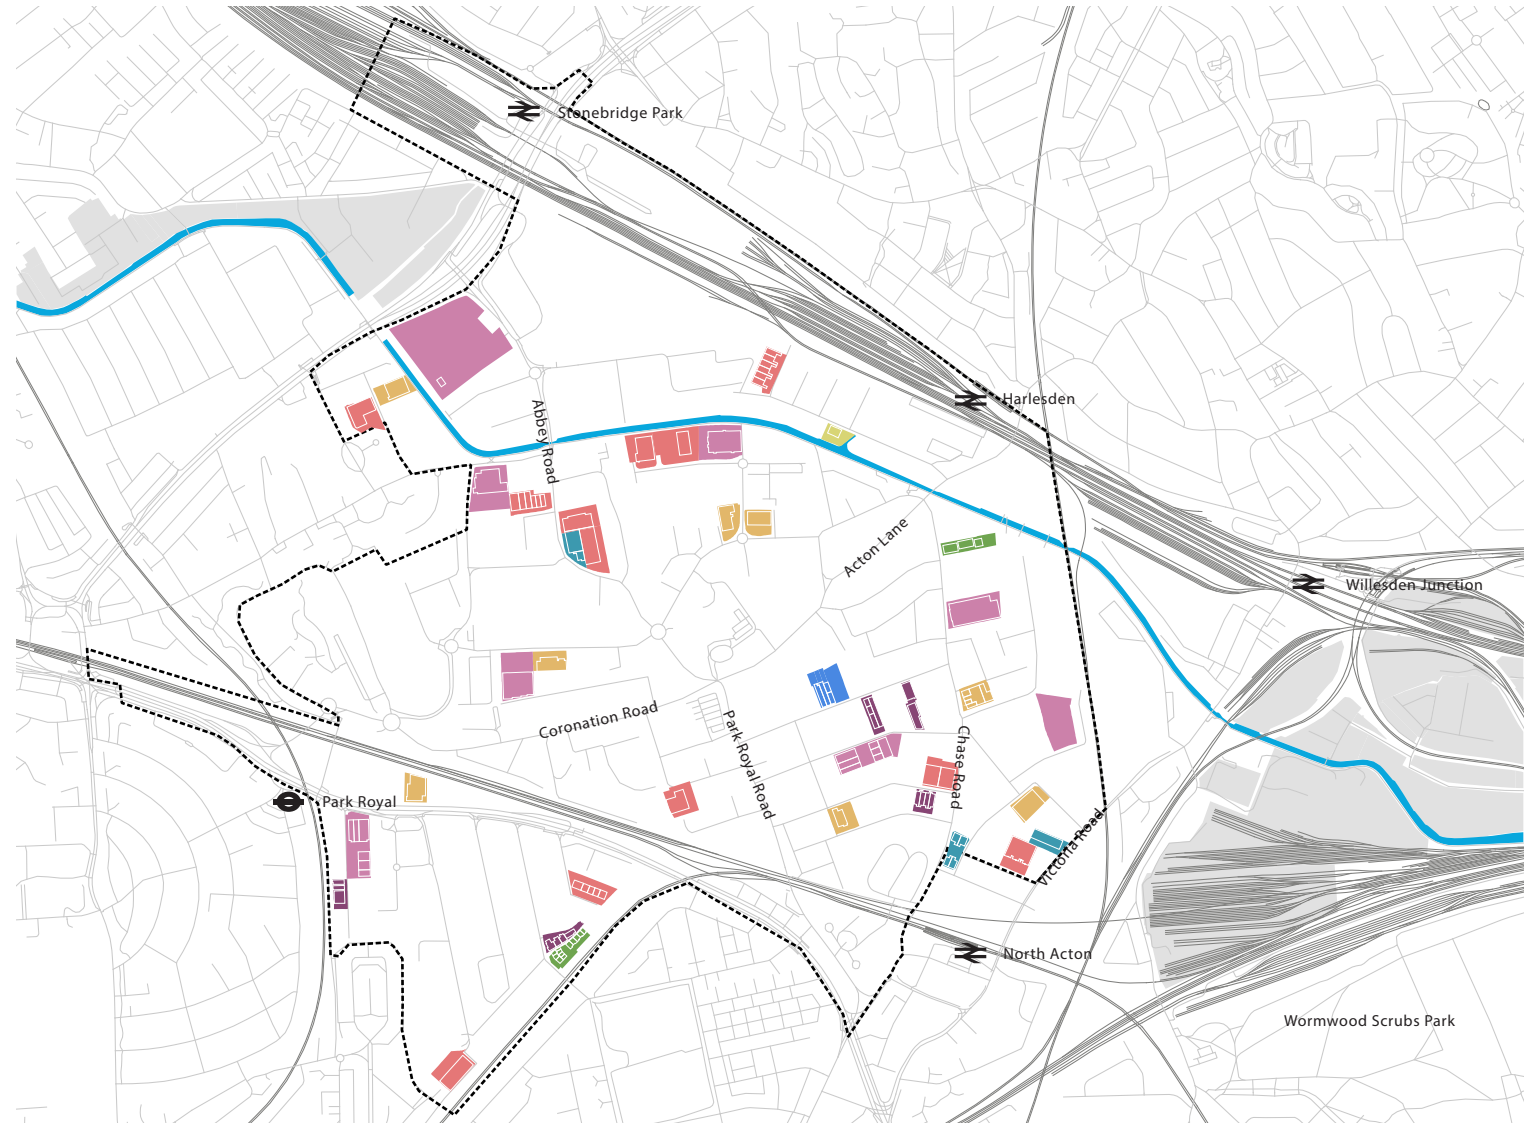 Stonebridge Park
Harlesden
Abbey Road
Acton Lane
Willesden Junction
Coronation Road
Park Royal Road
Chase Road
Park Royal
Victoria Road
North Acton
Wormwood Scrubs Park